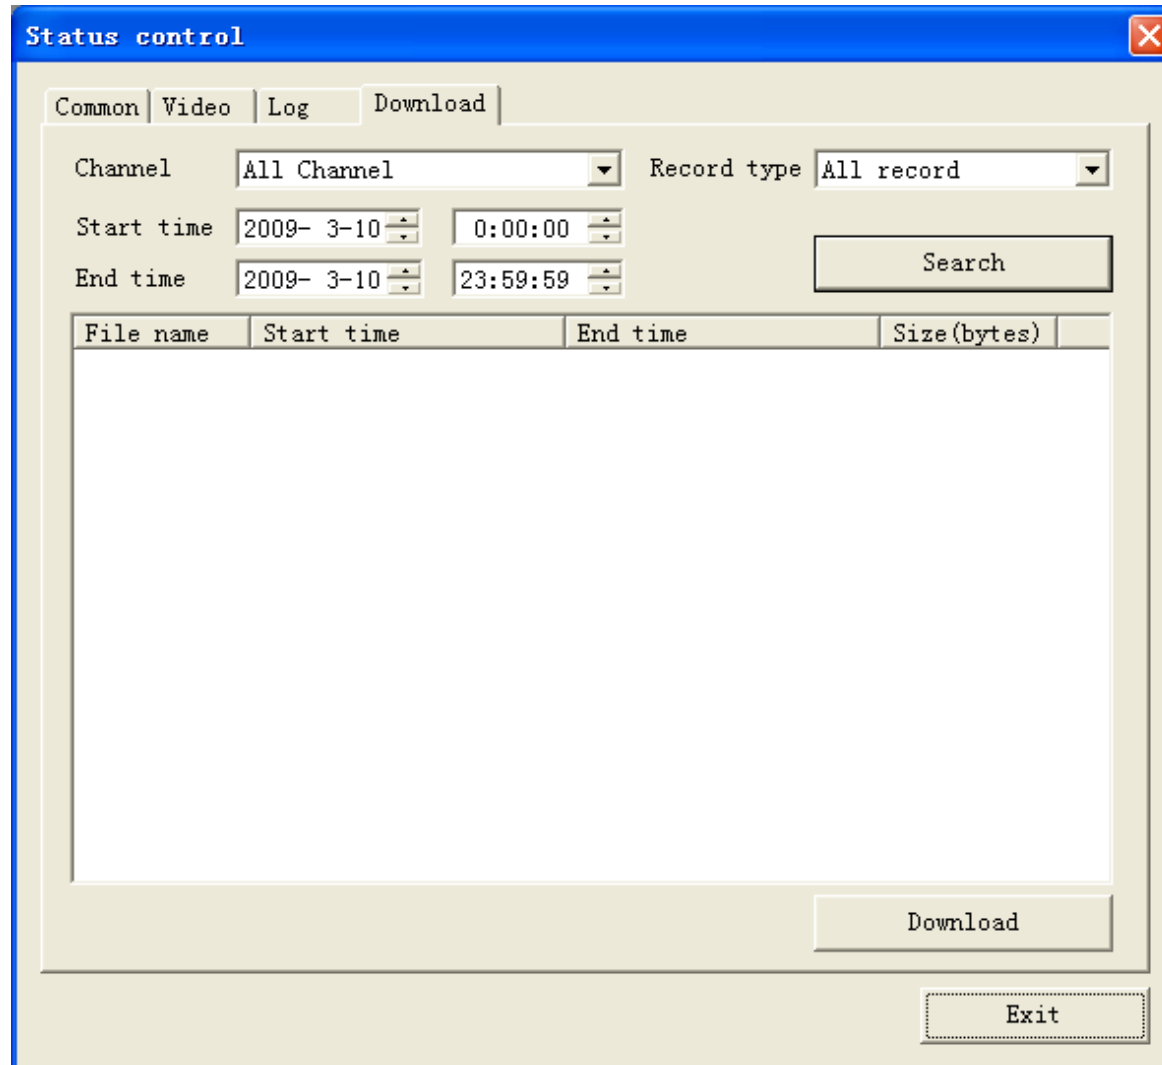 Status control
Common Video Log Download
Channel All Channel Record type All record
Start time 2009- 3-10 0:00:00
Search
End time 2009- 3-10 23:59:59
File name Start time End time Size(bytes)
Download
Exit